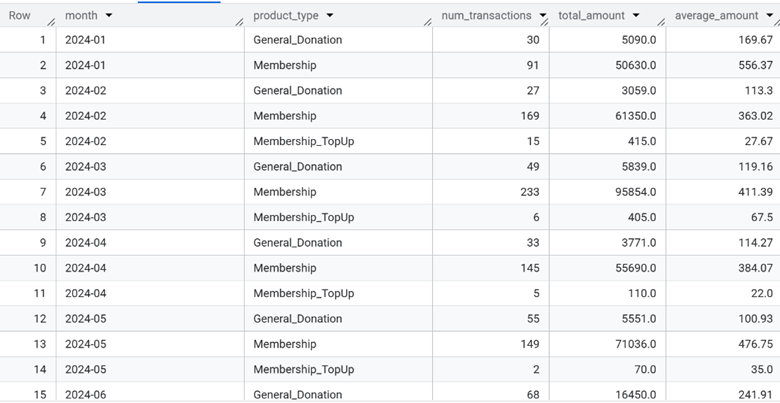 Row month product_type num_transactions total_amount average_amount
1 2024-01 General_Donation 30 5090.0 169.67
2 2024-01 Membership 91 50630.0 556.37
3 2024-02 General_Donation 27 3059.0 113.3
4 2024-02 Membership 169 61350.0 363.02
5 2024-02 Membership_TopUp 15 415.0 27.67
6 2024-03 General_Donation 49 5839.0 119.16
7 2024-03 Membership 233 95854.0 411.39
8 2024-03 Membership_TopUp 6 405.0 67.5
9 2024-04 General_Donation 33 3771.0 114.27
10 2024-04 Membership 145 55690.0 384.07
11 2024-04 Membership_TopUp 5 110.0 22.0
12 2024-05 General_Donation 55 5551.0 100.93
13 2024-05 Membership 149 71036.0 476.75
14 2024-05 Membership_TopUp 2 70.0 35.0
15 2024-06 General_Donation 68 16450.0 241.91